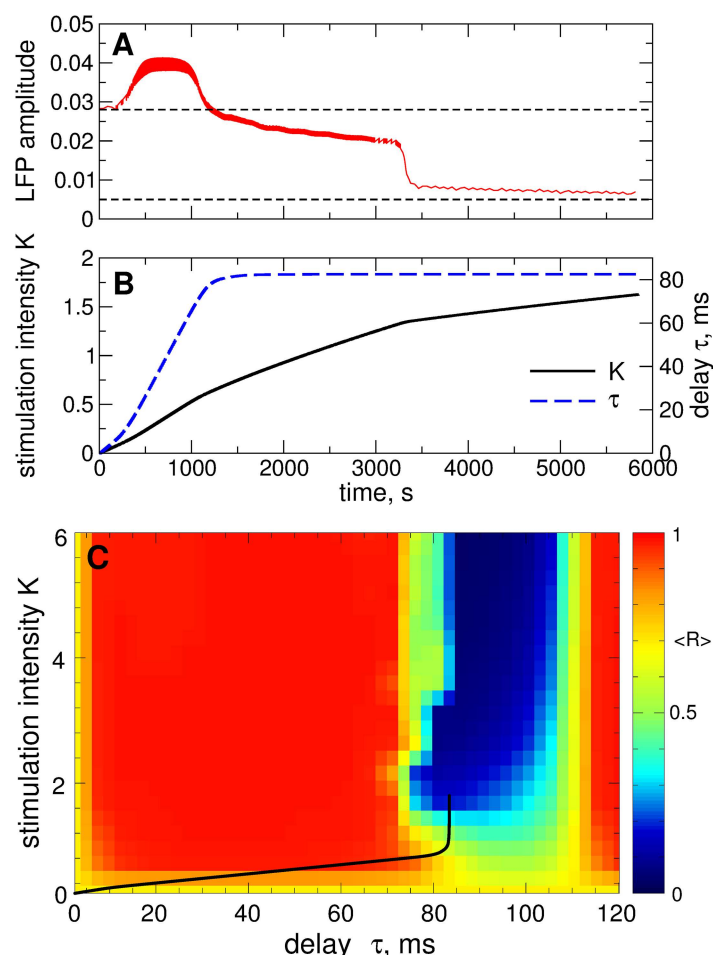 A
0.05
0.04
0.03
0.02
0.01
0
LFP amplitude
B
2
1.5
1
0.5
0
stimulation intensity K
80
60
40
20
0
delay τ, ms
K
τ
0 1000 2000 3000 4000 5000 6000
time, s
C
6
4
2
0
stimulation intensity K
0 20 40 60 80 100 120
delay τ, ms
1
<R>
0.5
0